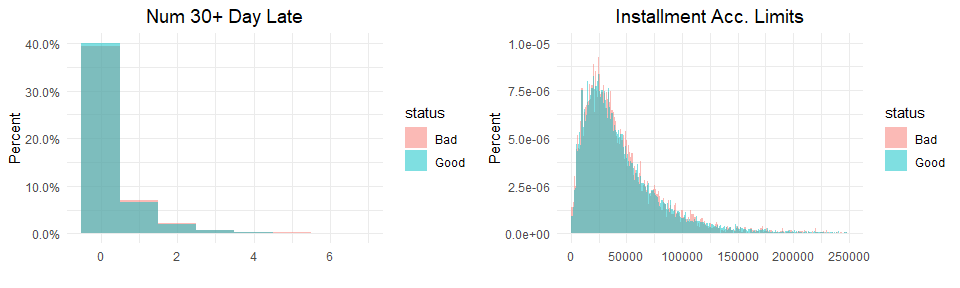 Num 30+ Day Late
Percent
40.0%
30.0%
20.0%
10.0%
0.0%
0
2
4
6
status
Bad
Good
Installment Acc. Limits
Percent
1.0e-05
7.5e-06
5.0e-06
2.5e-06
0.0e+00
0
50000
100000
150000
200000
250000
status
Bad
Good